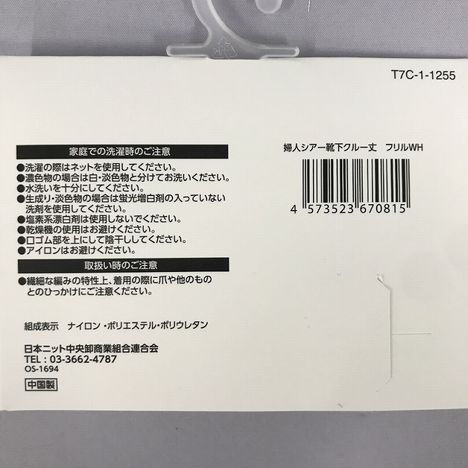 T7C-1-1255
家庭での洗濯時のご注意
●洗濯の際はネットを使用してください。
●濃色物の場合は白・淡色物と分けてお洗いください。
●水洗いを十分にしてください。
●生成り・淡色物の場合は蛍光増白剤の入っていない
洗剤を使用してください。
●塩素系漂白剤は使用しないでください。
●乾燥機の使用はお避けください。
●口ゴム部を上にして陰干ししてください。
●アイロンはお避けください。
取扱い時のご注意
●繊細な編みの特性上、着用の際に爪や他のもの
とのひっかけにご注意ください。
組成表示 ナイロン・ポリエステル・ポリウレタン
日本ニット中央卸商業組合連合会
TEL：03-3662-4787
OS-1694
中国製
婦人シアー靴下クルー丈 フリルWH
4 573523 670815